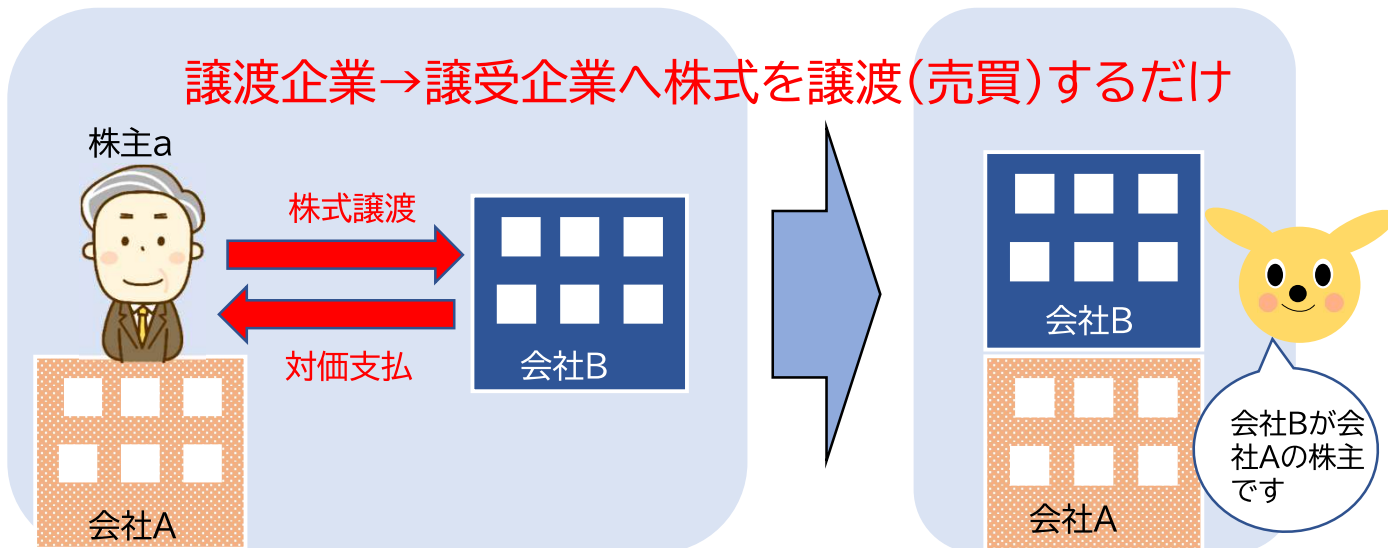 譲渡企業→譲受企業へ株式を譲渡(売買)するだけ
株主a
株式譲渡
対価支払
会社B
会社A
会社B
会社A
会社Bが会
社Aの株主
です